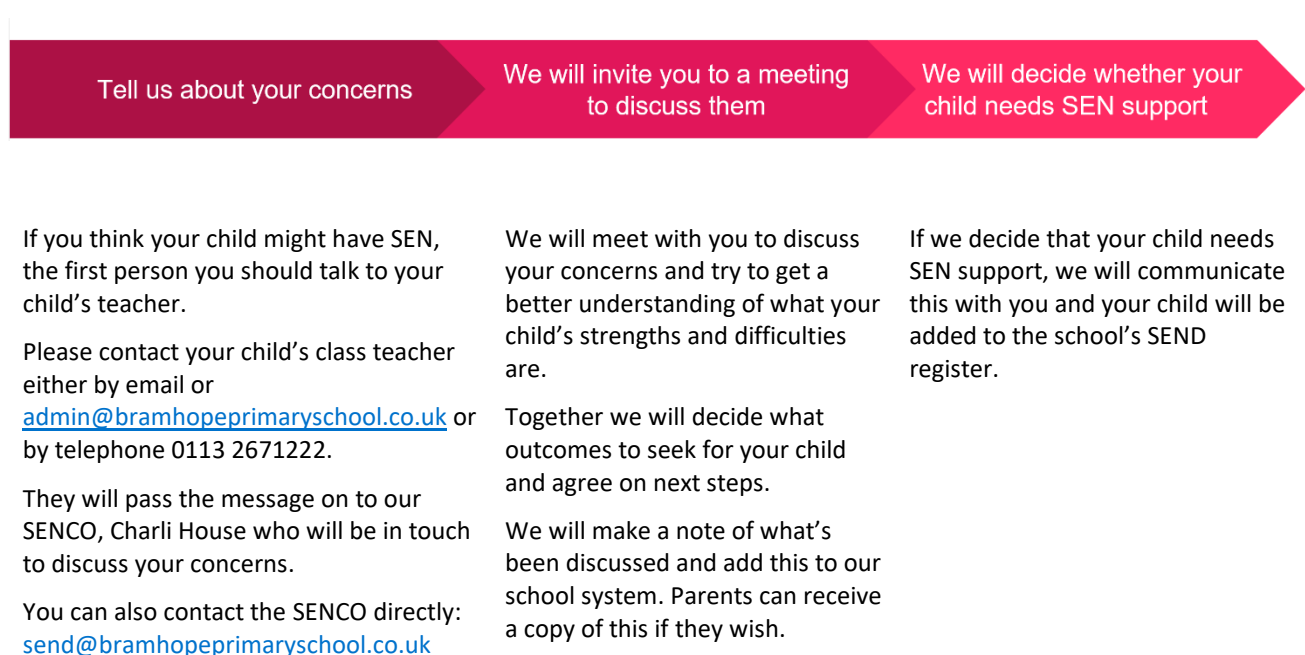 Tell us about your concerns
We will invite you to a meeting
to discuss them
We will decide whether your
child needs SEN support
If you think your child might have SEN,
the first person you should talk to your
child’s teacher.
Please contact your child’s class teacher
either by email or
admin@bramhopeprimaryschool.co.uk or
by telephone 0113 2671222.
They will pass the message on to our
SENCO, Charli House who will be in touch
to discuss your concerns.
You can also contact the SENCO directly:
send@bramhopeprimaryschool.co.uk
We will meet with you to discuss
your concerns and try to get a
better understanding of what your
child’s strengths and difficulties
are.
Together we will decide what
outcomes to seek for your child
and agree on next steps.
We will make a note of what’s
been discussed and add this to our
school system. Parents can receive
a copy of this if they wish.
If we decide that your child needs
SEN support, we will communicate
this with you and your child will be
added to the school’s SEND
register.